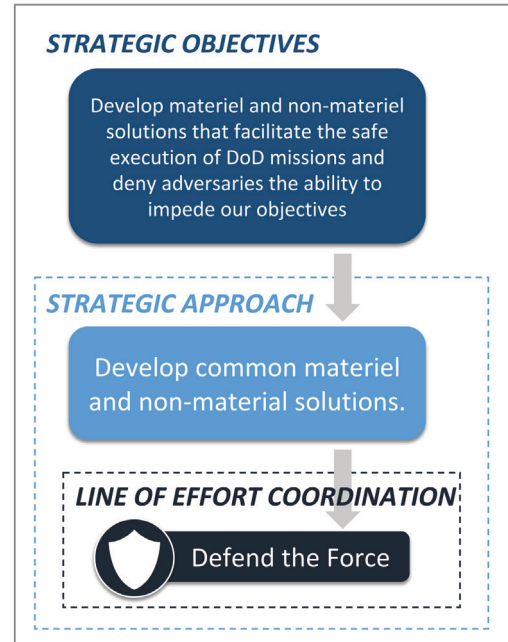 STRATEGIC OBJECTIVES
Develop materiel and non-materiel
solutions that facilitate the safe
execution of DoD missions and
deny adversaries the ability to
impede our objectives
STRATEGIC APPROACH
Develop common materiel
and non-material solutions.
LINE OF EFFORT COORDINATION
Defend the Force